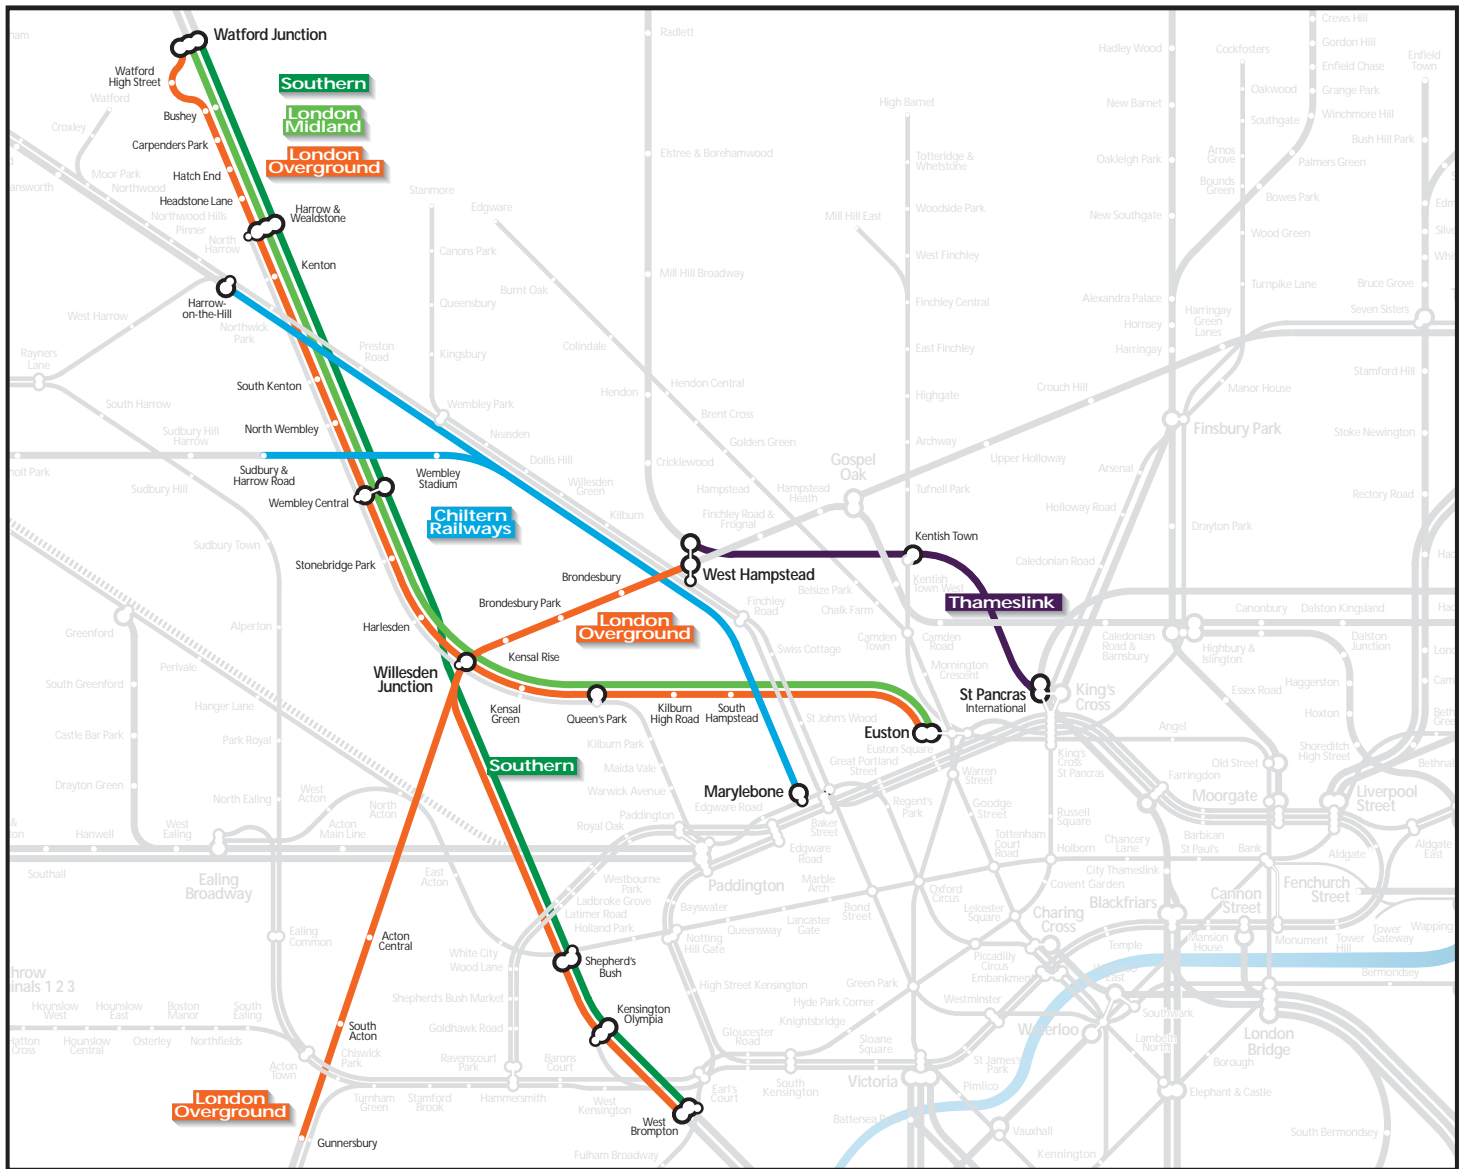 Watford Junction
Watford
High Street
Southern
London
Midland
London
Overground
Bushey
Carpenders Park
Hatch End
Headstone Lane
Harrow &
Wealdstone
Kenton
Harrow-
on-the-Hill
South Kenton
North Wembley
Sudbury &
Harrow Road
Wembley
Stadium
Wembley Central
Chiltern
Railways
Stonebridge Park
Harlesden
Willesden
Junction
Brondesbury
Brondesbury Park
Kensal Rise
London
Overground
West Hampstead
Kentish Town
Thameslink
St Pancras
International
Kensal
Green
Queen's Park
Kilburn
High Road
South
Hampstead
Euston
Marylebone
Southern
Acton
Central
South
Acton
London
Overground
Gunnersbury
Shepherd's
Bush
Kensington
Olympia
West
Brompton
Radlett
Elstree & Borehamwood
Mill Hill Broadway
Hendon
Cricklewood
Watford
Croxley
Moor Park
Northwood
Northwood Hills
Pinner
North
Harrow
West Harrow
Rayners
Lane
Northwick
Park
Preston
Road
South Harrow
Sudbury Hill
Harrow
Sudbury Hill
Sudbury Town
Alperton
Greenford
Perivale
South Greenford
Hanger Lane
Castle Bar Park
Park Royal
Drayton Green
North Ealing
West
Acton
North
Acton
Acton
Main Line
Hanwell
West
Ealing
Southall
Ealing
Broadway
East
Acton
Ealing
Common
Stanmore
Edgware
Canons Park
Burnt Oak
Queensbury
Colindale
Kingsbury
Wembley Park
Neasden
Dollis Hill
Willesden
Green
Kilburn
Hendon Central
Brent Cross
Golders Green
Hampstead
Hampstead
Heath
Finchley Road &
Frognal
Finchley
Road
Belsize Park
Chalk Farm
Swiss Cottage
St John's Wood
Camden
Town
Camden
Road
Mornington
Crescent
Kentish
Town West
High Barnet
Totteridge &
Whetstone
Woodside Park
Mill Hill East
West Finchley
Finchley Central
East Finchley
Highgate
Archway
Gospel
Oak
Tufnell Park
Upper Holloway
Crouch Hill
Hadley Wood
New Barnet
Oakleigh Park
New Southgate
Alexandra Palace
Hornsey
Harringay
Finsbury Park
Arsenal
Holloway Road
Drayton Park
Caledonian Road
Caledonian
Road &
Barnsbury
Highbury &
Islington
Canonbury
Dalston Kingsland
Dalston
Junction
Essex Road
Haggerston
Hoxton
Cockfosters
Oakwood
Southgate
Arnos
Grove
Bounds
Green
Wood Green
Turnpike Lane
Harringay
Green
Lanes
Manor House
Crews Hill
Gordon Hill
Enfield Chase
Grange Park
Winchmore Hill
Palmers Green
Bowes Park
Enfield
Town
Bush Hill Park
Bruce Grove
Seven Sisters
Stamford Hill
Stoke Newington
Rectory Road
King's
Cross
King's
Cross
St Pancras
Angel
Old Street
Shoreditch
High Street
Farringdon
Moorgate
Liverpool
Street
Barbican
Chancery
Lane
St Paul's
Bank
Aldgate
Aldgate
East
City Thameslink
Blackfriars
Cannon
Street
Fenchurch
Street
Mansion
House
Monument
Tower
Hill
Tower
Gateway
Wapping
Bermondsey
Kilburn Park
Maida Vale
Warwick Avenue
Paddington
Royal Oak
Edgware Road
Westbourne
Park
Ladbroke Grove
Latimer Road
Holland Park
Paddington
Edgware
Road
Bayswater
Marble
Arch
Queensway
Lancaster
Gate
Notting
Hill Gate
Baker
Street
Great Portland
Street
Euston Square
Warren
Street
Regent's
Park
Goodge
Street
Russell
Square
Tottenham
Court
Road
Holborn
Covent Garden
Oxford
Circus
Bond
Street
Leicester
Square
Charing
Cross
Piccadilly
Circus
Embankment
Temple
Green Park
Hyde Park Corner
Knightsbridge
Westminster
Waterloo
Southwark
Lambeth
North
London
Bridge
Borough
Elephant & Castle
South Bermondsey
White City
Wood Lane
Shepherd's Bush Market
Goldhawk Road
High Street Kensington
Gloucester
Road
Sloane
Square
St James's
Park
Victoria
Pimlico
Vauxhall
Kennington
South
Kensington
Earl's
Court
West
Kensington
Barons
Court
Ravenscourt
Park
Hammersmith
Stamford
Brook
Turnham
Green
Chiswick
Park
Acton
Town
South
Ealing
Northfields
Boston
Manor
Osterley
Hounslow
East
Hounslow
Central
Hounslow
West
Fulham Broadway